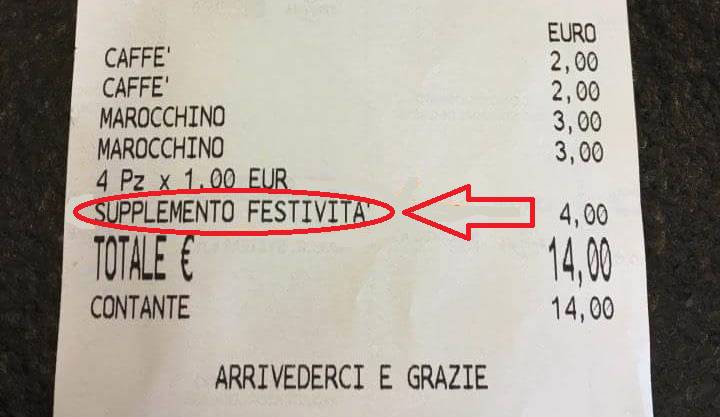 EURO
CAFFE' 2,00
CAFFE' 2,00
MAROCCHINO 3,00
MAROCCHINO 3,00
4 Pz x 1.00 EUR
SUPPLEMENTO FESTIVITA' 4,00
TOTALE € 14,00
CONTANTE 14,00
ARRIVEDERCI E GRAZIE